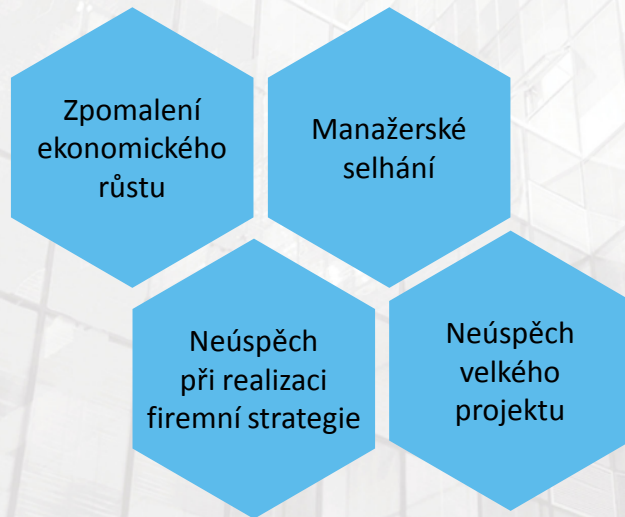 Zpomalení
ekonomického
růstu
Manažerské
selhání
Neúspěch
při realizaci
firemní strategie
Neúspěch
velkého
projektu